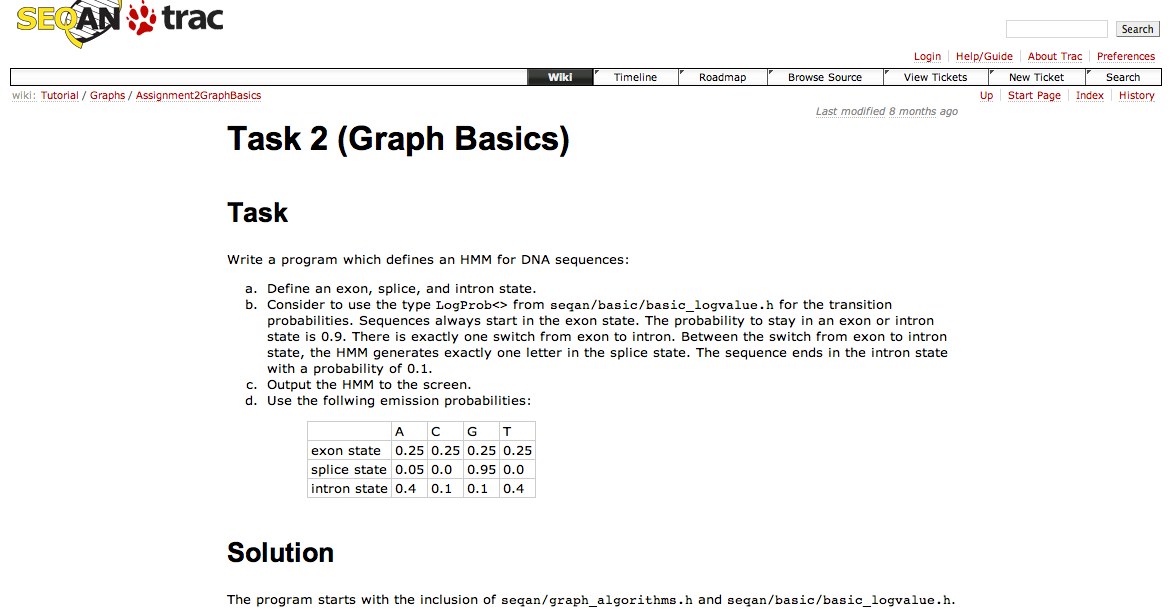 SEQAN trac
Search
Login Help/Guide About Trac Preferences
Wiki Timeline Roadmap Browse Source View Tickets New Ticket Search
wiki: Tutorial / Graphs / Assignment2GraphBasics Up Start Page Index History
Last modified 8 months ago
Task 2 (Graph Basics)
Task
Write a program which defines an HMM for DNA sequences:
a. Define an exon, splice, and intron state.
b. Consider to use the type LogProb<> from seqan/basic/basic_logvalue.h for the transition
probabilities. Sequences always start in the exon state. The probability to stay in an exon or intron
state is 0.9. There is exactly one switch from exon to intron. Between the switch from exon to intron
state, the HMM generates exactly one letter in the splice state. The sequence ends in the intron state
with a probability of 0.1.
c. Output the HMM to the screen.
d. Use the follwing emission probabilities:
A C G T
exon state 0.25 0.25 0.25 0.25
splice state 0.05 0.0 0.95 0.0
intron state 0.4 0.1 0.1 0.4
Solution
The program starts with the inclusion of seqan/graph_algorithms.h and seqan/basic/basic_logvalue.h.